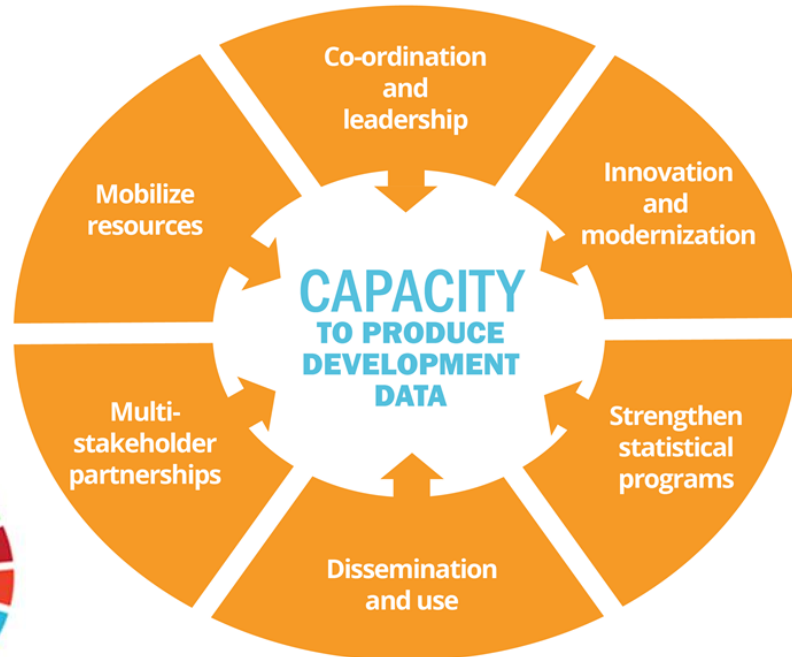 Co-ordination
and
leadership
Innovation
and
modernization
Strengthen
statistical
programs
Dissemination
and use
Multi-
stakeholder
partnerships
Mobilize
resources
CAPACITY
TO PRODUCE
DEVELOPMENT
DATA